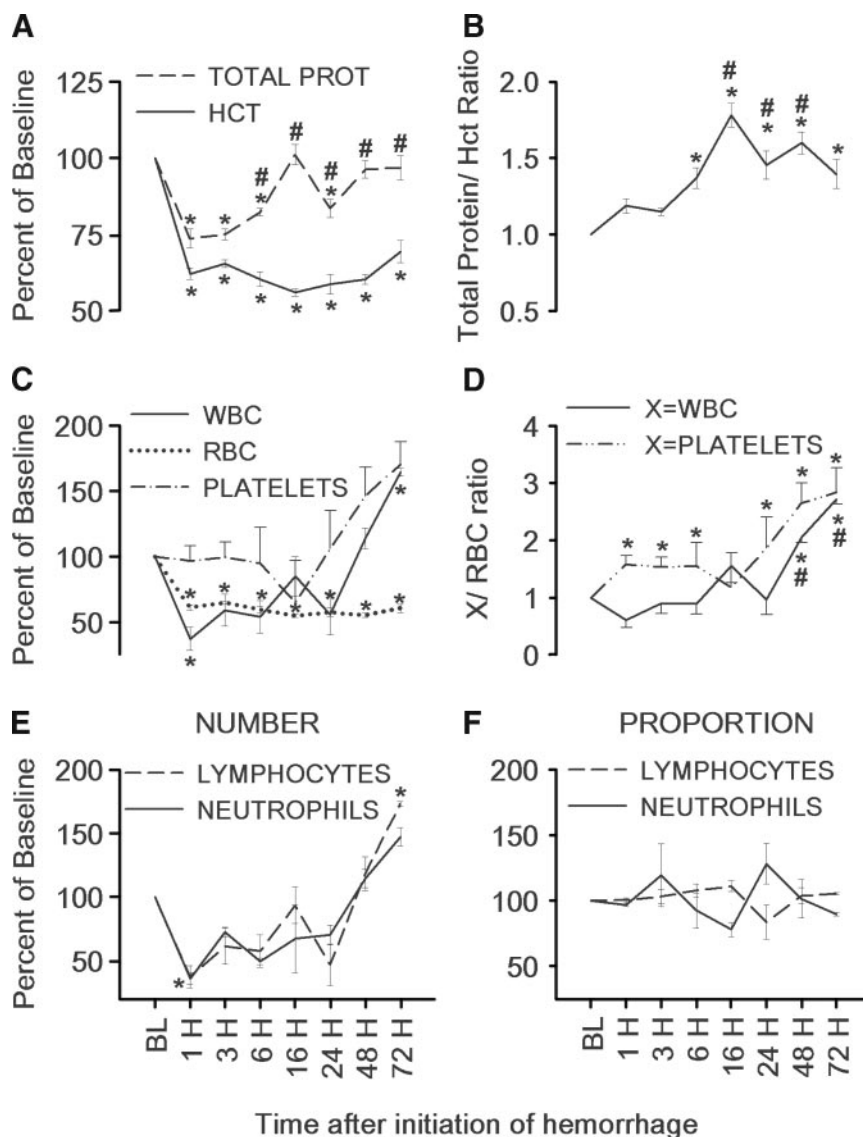 A
Percent of Baseline
125
100
75
50
TOTAL PROT
HCT
* * # * # # * # #
* * * * * * *
B
Total Protein/ Hct Ratio
2.0
1.5
1.0
0.5
* # * # * # * *
C
Percent of Baseline
200
150
100
50
WBC
RBC
PLATELETS
* * * * * * * * *
D
X/ RBC ratio
4
3
2
1
0
X=WBC
X=PLATELETS
* * * * * *
* # * #
E
NUMBER
Percent of Baseline
200
150
100
50
LYMPHOCYTES
NEUTROPHILS
* *
BL
1 H
3 H
6 H
16 H
24 H
48 H
72 H
F
PROPORTION
200
150
100
50
LYMPHOCYTES
NEUTROPHILS
BL
1 H
3 H
6 H
16 H
24 H
48 H
72 H
Time after initiation of hemorrhage